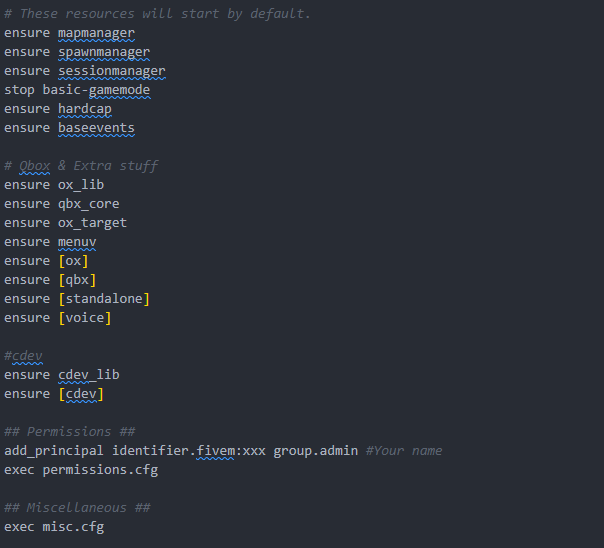 # These resources will start by default.
ensure mapmanager
ensure spawnmanager
ensure sessionmanager
stop basic-gamemode
ensure hardcap
ensure baseevents
# Qbox & Extra stuff
ensure ox_lib
ensure qbx_core
ensure ox_target
ensure menuv
ensure [ox]
ensure [qbx]
ensure [standalone]
ensure [voice]
#cdev
ensure cdev_lib
ensure [cdev]
## Permissions ##
add_principal identifier.fivem:xxx group.admin #Your name
exec permissions.cfg
## Miscellaneous ##
exec misc.cfg